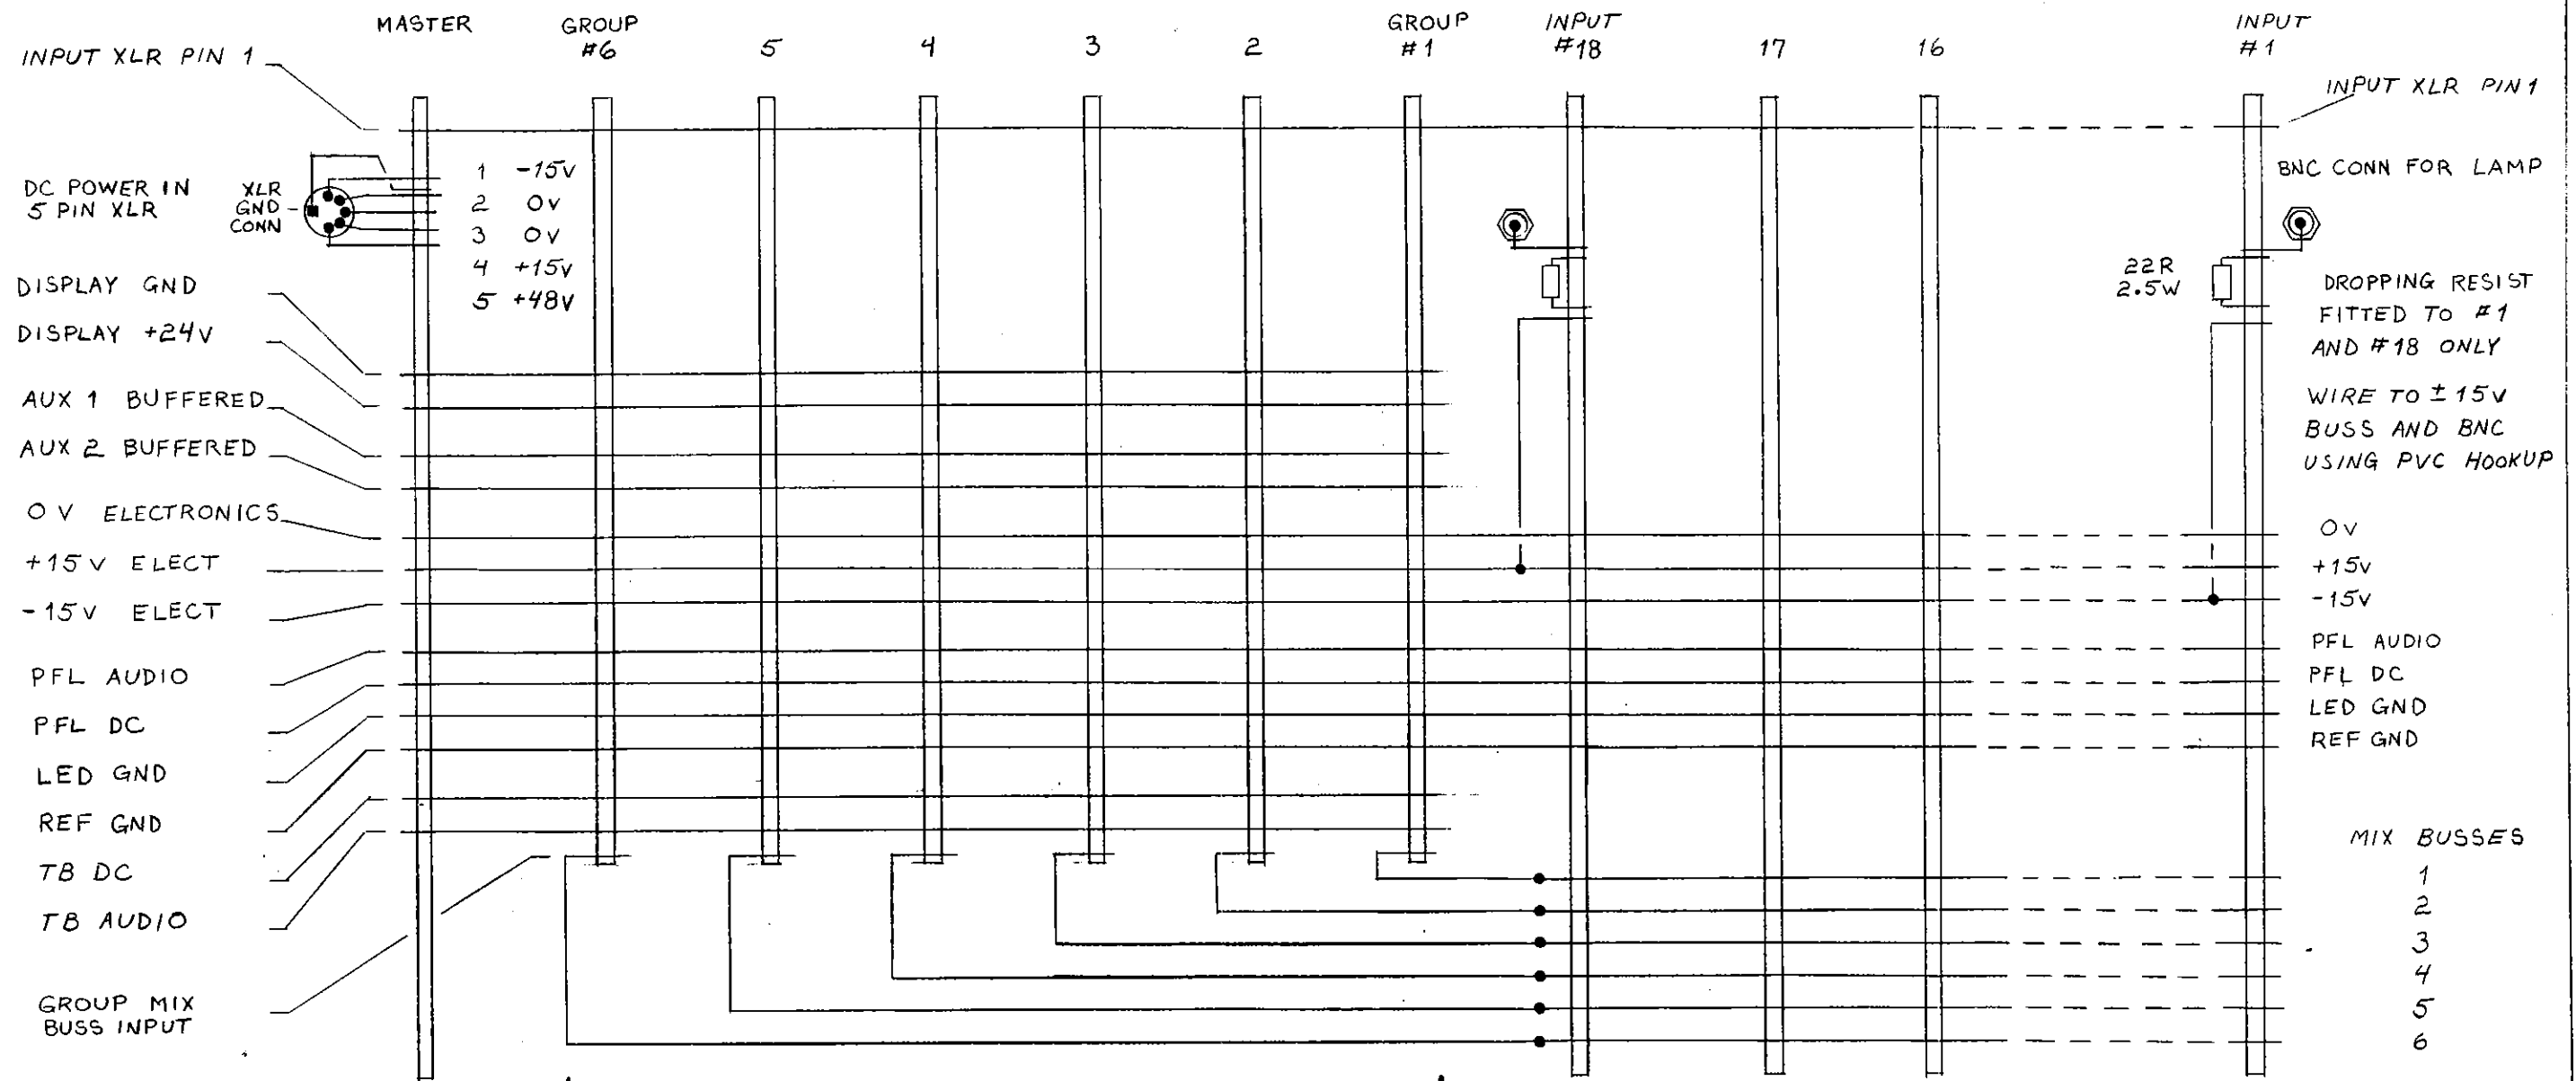 MASTER
GROUP
#6
5
4
3
2
GROUP
#1
INPUT
#18
17
16
INPUT
#1
INPUT XLR PIN 1
INPUT XLR PIN 1
DC POWER IN
5 PIN XLR
XLR
GND
CONN
1 -15V
2 0V
3 0V
4 +15V
5 +48V
BNC CONN FOR LAMP
22R
2.5W
DROPPING RESIST
FITTED TO #1
AND #18 ONLY
WIRE TO ± 15V
BUSS AND BNC
USING PVC HOOKUP
DISPLAY GND
DISPLAY +24V
AUX 1 BUFFERED
AUX 2 BUFFERED
0 V ELECTRONICS
+15 V ELECT
-15 V ELECT
PFL AUDIO
PFL DC
LED GND
REF GND
TB DC
TB AUDIO
GROUP MIX
BUSS INPUT
0V
+15V
-15V
PFL AUDIO
PFL DC
LED GND
REF GND
MIX BUSSES
1
2
3
4
5
6